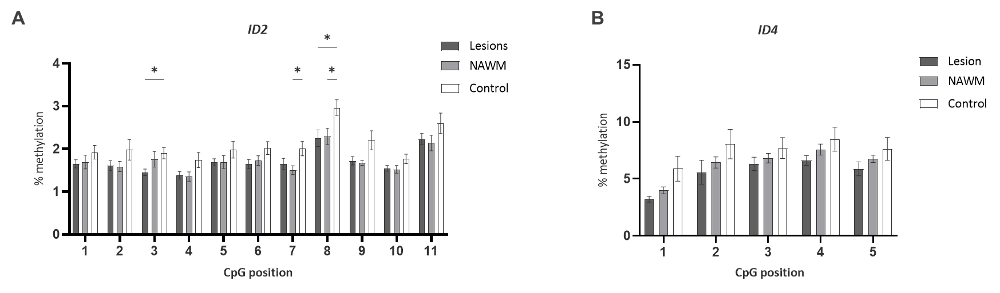 A
ID2
*
*
*
*
Lesions
NAWM
Control
% methylation
4
3
2
1
0
1 2 3 4 5 6 7 8 9 10 11
CpG position
B
ID4
Lesion
NAWM
Control
% methylation
15
10
5
0
1 2 3 4 5
CpG position